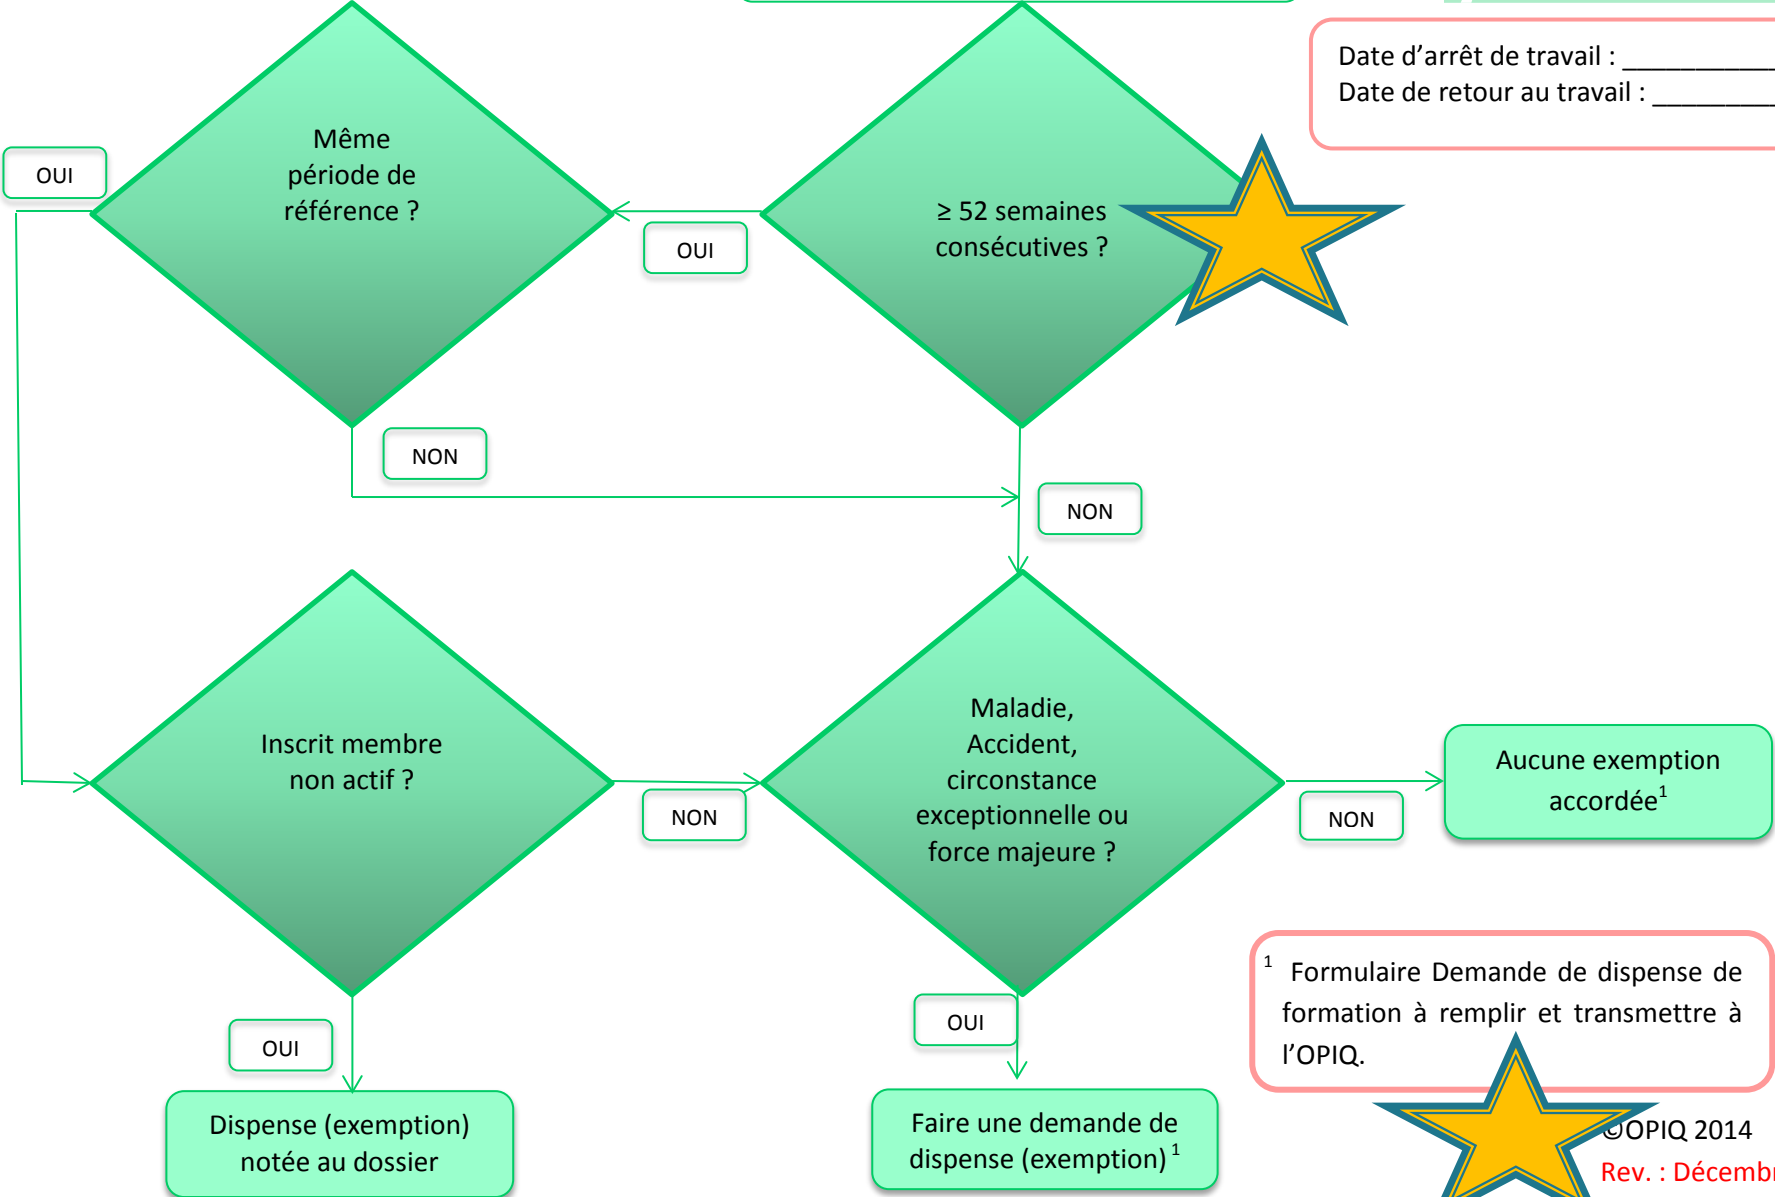 Date d’arrêt de travail : ___________
Date de retour au travail : _________
Même
période de
référence ?
OUI
≥ 52 semaines
consécutives ?
OUI
NON
NON
Inscrit membre
non actif ?
Maladie,
Accident,
circonstance
exceptionnelle ou
force majeure ?
Aucune exemption
accordée¹
NON
NON
¹ Formulaire Demande de dispense de
formation à remplir et transmettre à
l’OPIQ.
OUI
OUI
Dispense (exemption)
notée au dossier
Faire une demande de
dispense (exemption) ¹
©OPIQ 2014
Rev. :